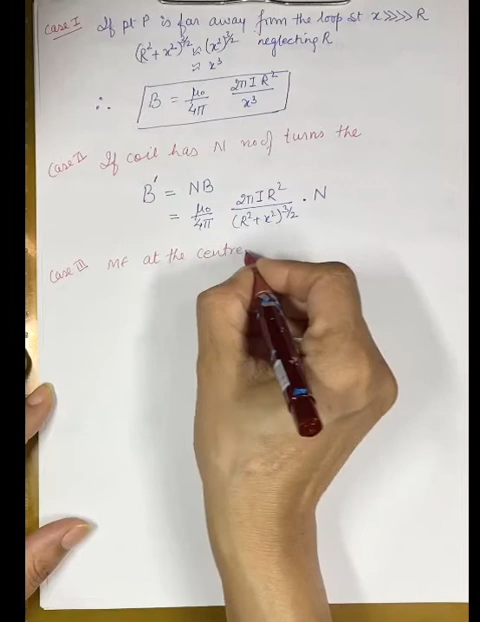 Case I If pt P is far away from the loop st x >>>> R
(R² + x²)^3/2 ≈ (x²)^3/2 neglecting R
≈ x³
∴ B = μ₀/4π 2πIR²/x³
Case II If coil has N no of turns the
B' = NB
= μ₀/4π 2πIR²/(R²+x²)^3/2 . N
Case III MF at the centre